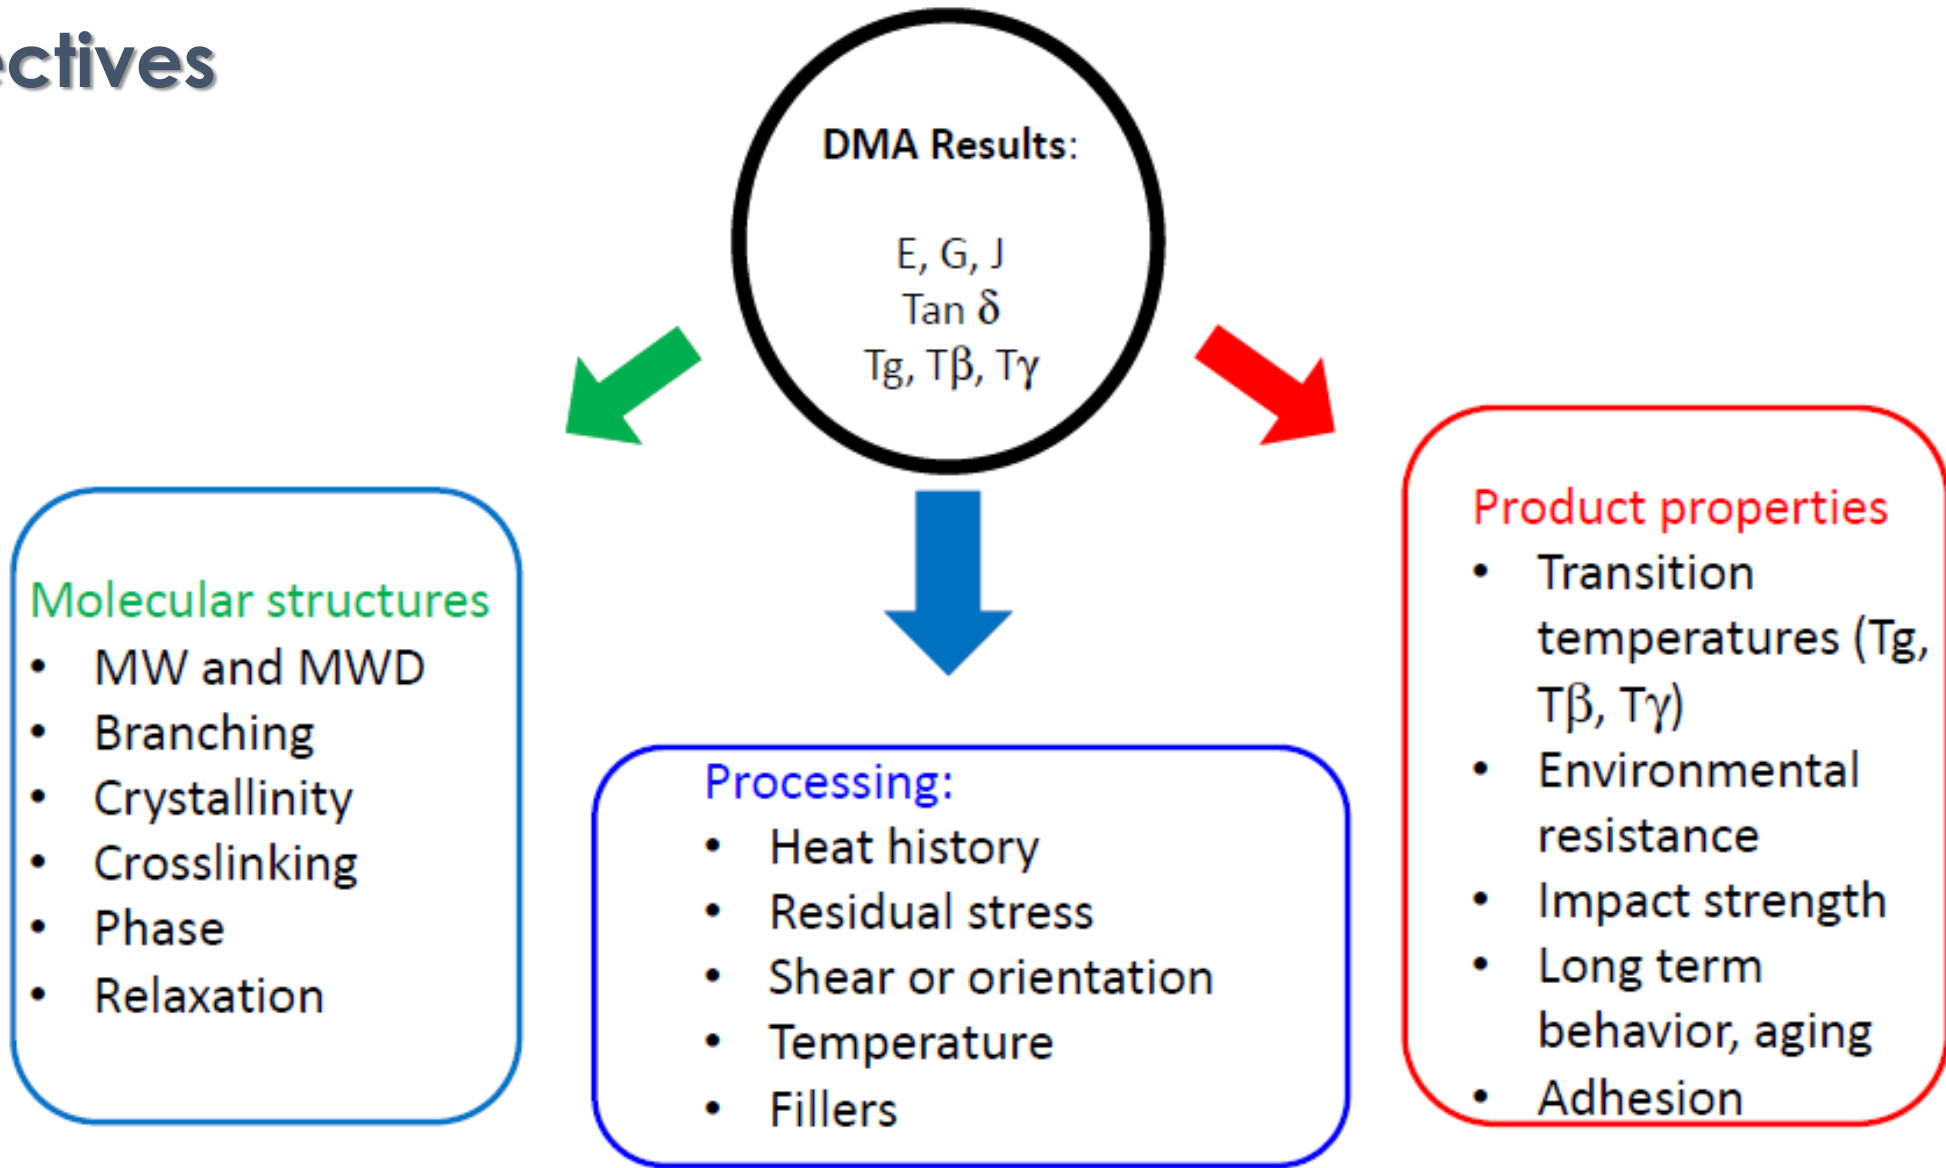 ectives
DMA Results:
E, G, J
Tan δ
Tg, Tβ, Tγ
Molecular structures
• MW and MWD
• Branching
• Crystallinity
• Crosslinking
• Phase
• Relaxation
Processing:
• Heat history
• Residual stress
• Shear or orientation
• Temperature
• Fillers
Product properties
• Transition
temperatures (Tg,
Tβ, Tγ)
• Environmental
resistance
• Impact strength
• Long term
behavior, aging
• Adhesion